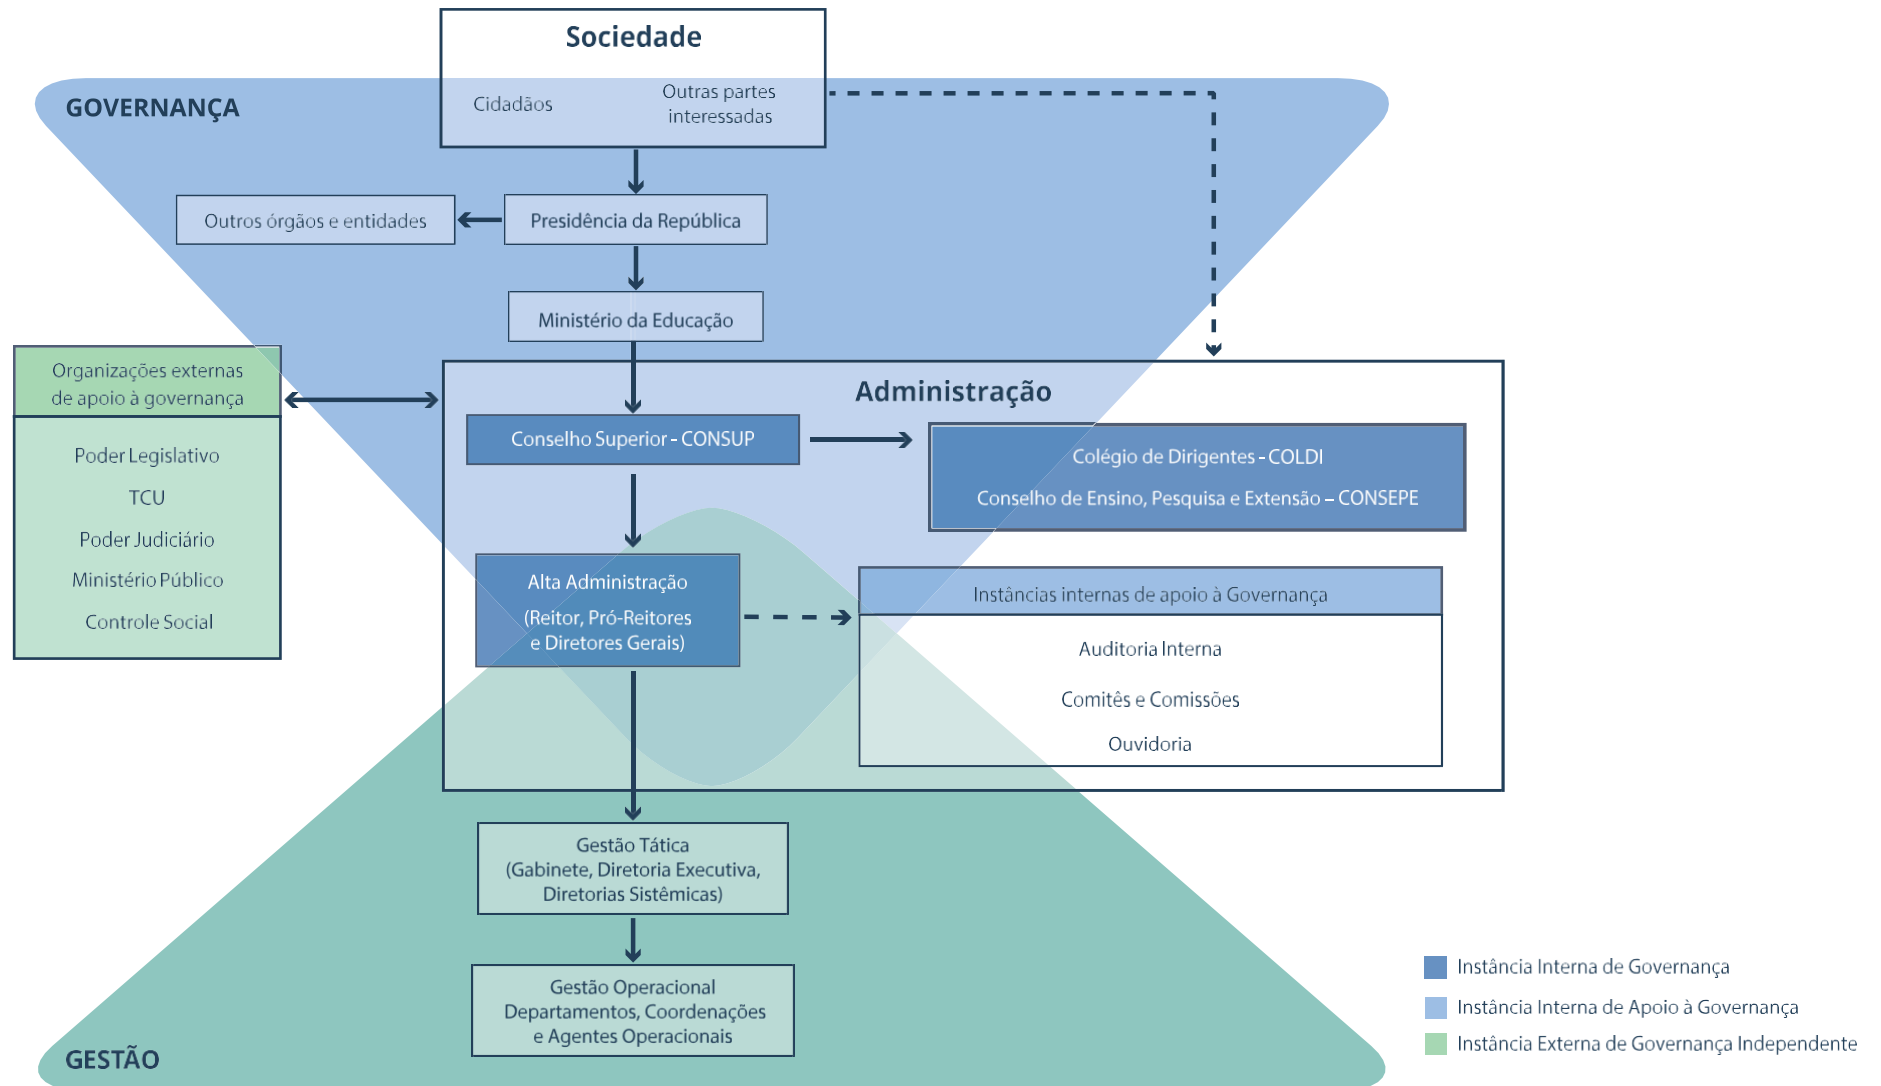 Sociedade
GOVERNANÇA
Cidadãos
Outras partes
interessadas
Outros órgãos e entidades
Presidência da República
Ministério da Educação
Organizações externas
de apoio à governança
Poder Legislativo
TCU
Poder Judiciário
Ministério Público
Controle Social
Administração
Conselho Superior - CONSUP
Colégio de Dirigentes - COLDI
Conselho de Ensino, Pesquisa e Extensão – CONSEPE
Alta Administração
(Reitor, Pró-Reitores
e Diretores Gerais)
Instâncias internas de apoio à Governança
Auditoria Interna
Comitês e Comissões
Ouvidoria
Gestão Tática
(Gabinete, Diretoria Executiva,
Diretorias Sistêmicas)
Gestão Operacional
Departamentos, Coordenações
e Agentes Operacionais
GESTÃO
Instância Interna de Governança
Instância Interna de Apoio à Governança
Instância Externa de Governança Independente